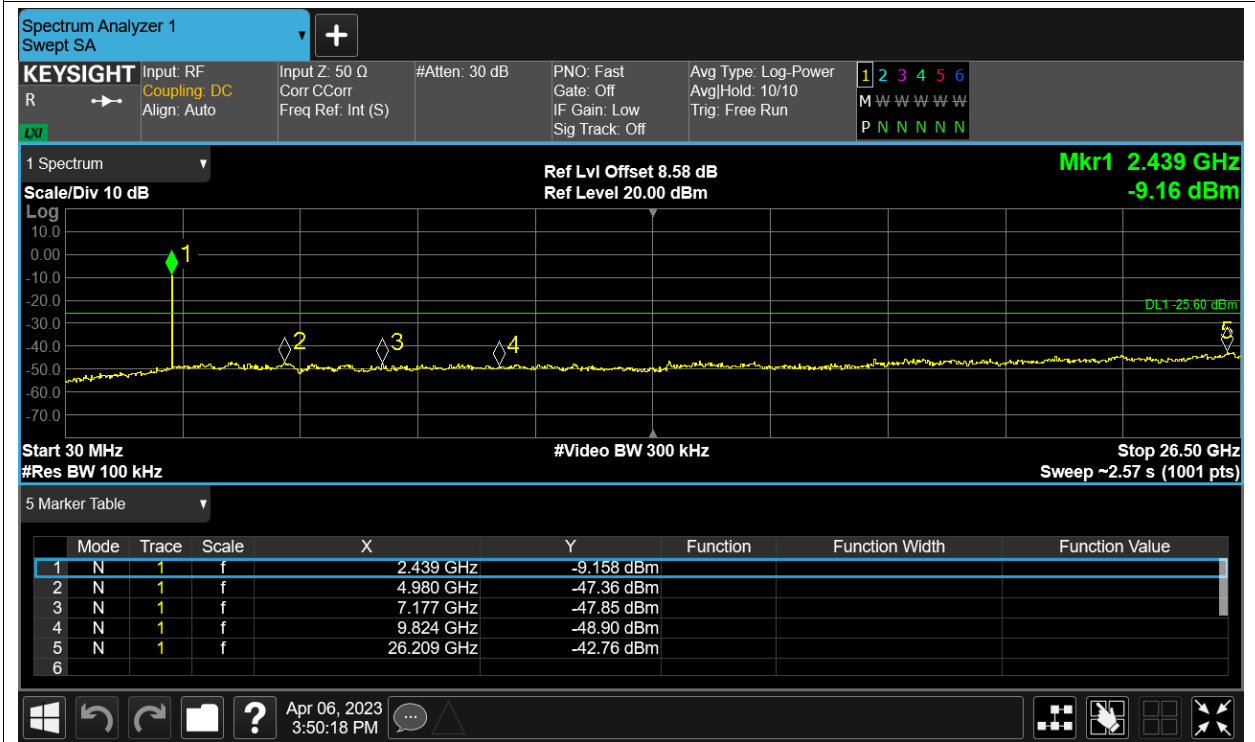 Spectrum Analyzer 1
Swept SA
+
KEYSIGHT Input: RF Input Z: 50 Ω #Atten: 30 dB PNO: Fast Avg Type: Log-Power 1 2 3 4 5 6
R Coupling: DC Corr CCorr Gate: Off Avg|Hold: 10/10 M W W W W W
Align: Auto Freq Ref: Int (S) IF Gain: Low Trig: Free Run
LXI Sig Track: Off P N N N N N
1 Spectrum Ref Lvl Offset 8.58 dB Mkr1 2.439 GHz
Scale/Div 10 dB Ref Level 20.00 dBm -9.16 dBm
Log
10.0
0.00 1
-10.0
-20.0 DL1 -25.60 dBm
-30.0
-40.0 2 3 4 5
-50.0
-60.0
-70.0
Start 30 MHz #Video BW 300 kHz Stop 26.50 GHz
#Res BW 100 kHz Sweep ~2.57 s (1001 pts)
5 Marker Table
Mode Trace Scale X Y Function Function Width Function Value
1 N 1 f 2.439 GHz -9.158 dBm
2 N 1 f 4.980 GHz -47.36 dBm
3 N 1 f 7.177 GHz -47.85 dBm
4 N 1 f 9.824 GHz -48.90 dBm
5 N 1 f 26.209 GHz -42.76 dBm
6
? Apr 06, 2023
3:50:18 PM